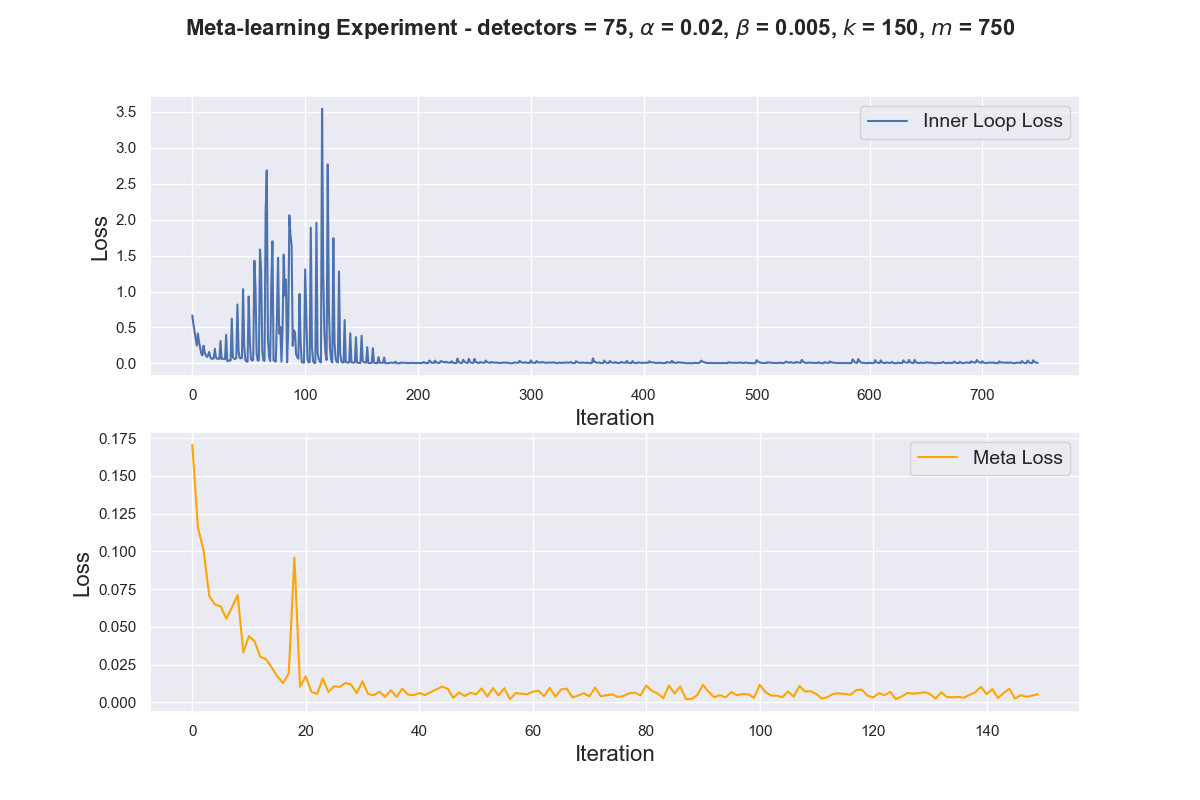 Meta-learning Experiment - detectors = 75, α = 0.02, β = 0.005, k = 150, m = 750
3.5
3.0
2.5
2.0
1.5
1.0
0.5
0.0
Loss
Inner Loop Loss
0 100 200 300 400 500 600 700
Iteration
0.175
0.150
0.125
0.100
0.075
0.050
0.025
0.000
Loss
Meta Loss
0 20 40 60 80 100 120 140
Iteration